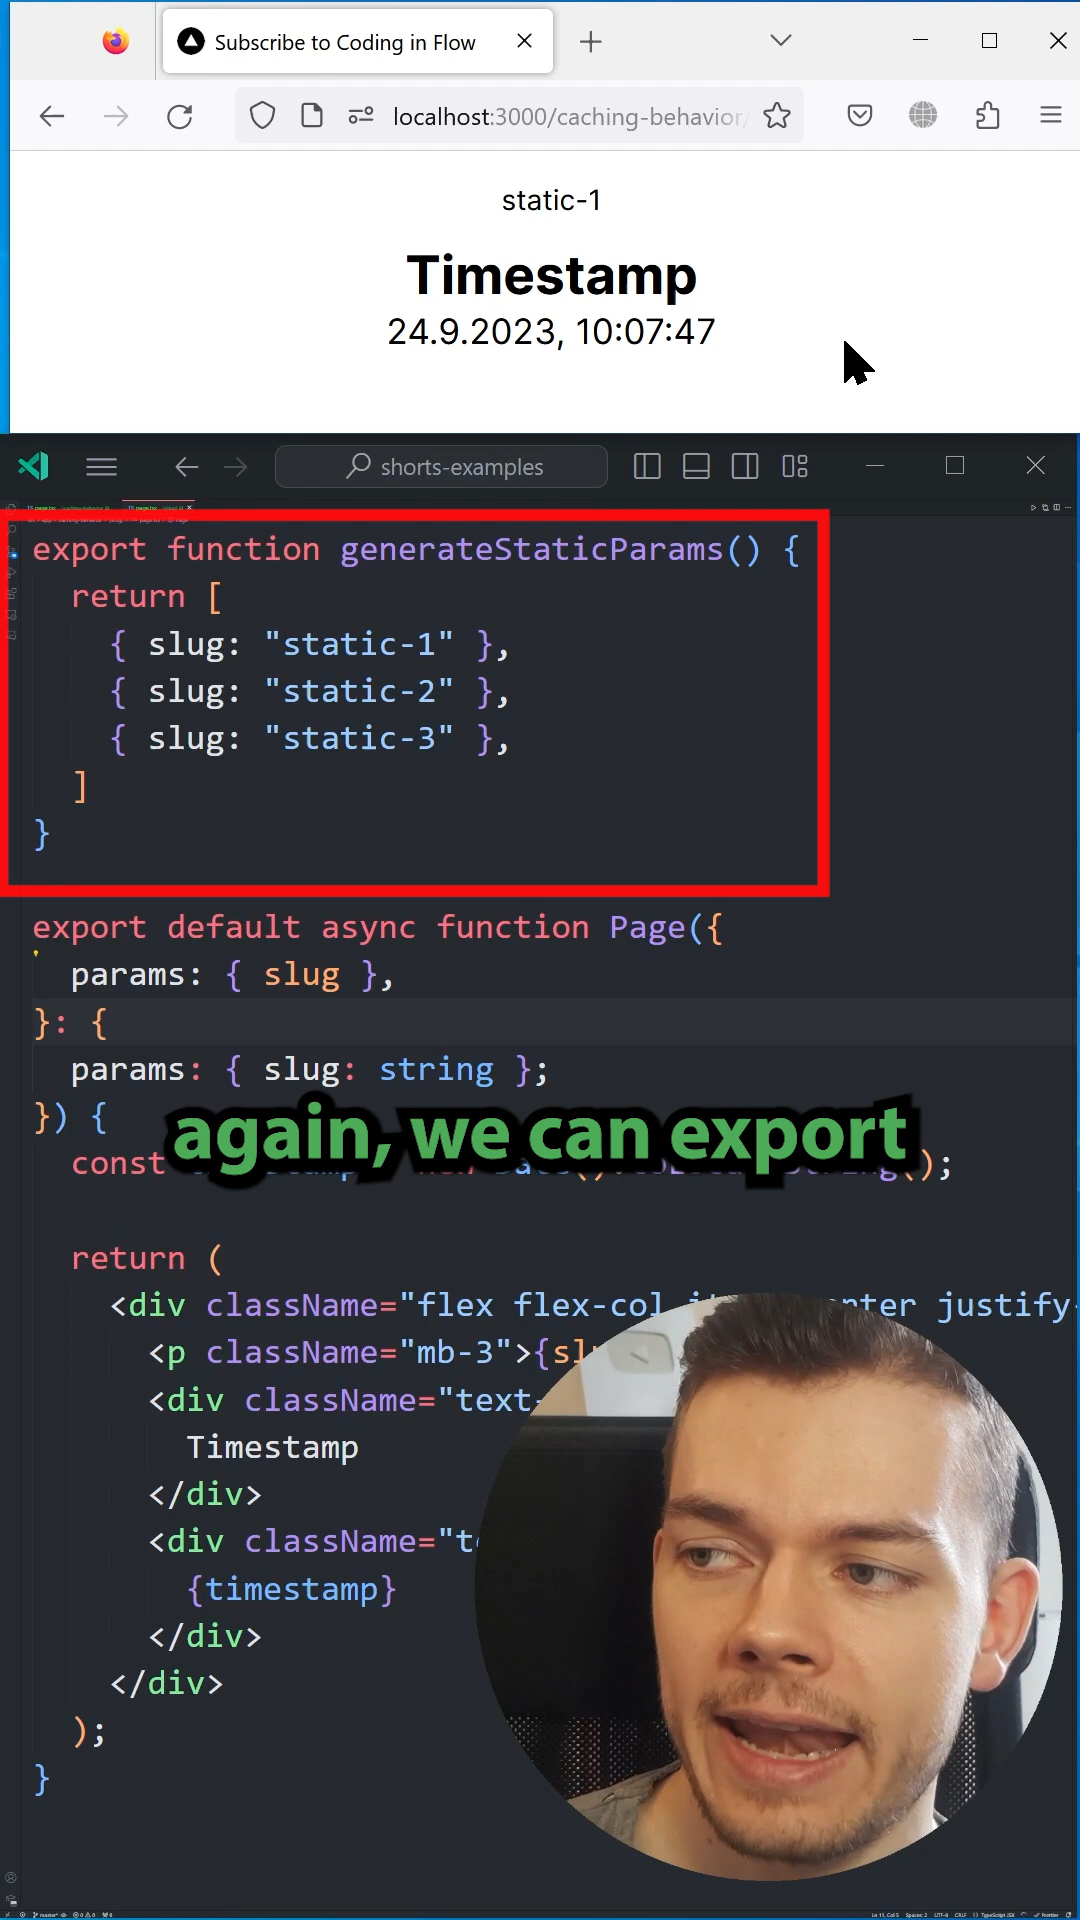 Subscribe to Coding in Flow
localhost:3000/caching-behavior/
static-1
Timestamp
24.9.2023, 10:07:47
shorts-examples
export function generateStaticParams() {
return [
{ slug: "static-1" },
{ slug: "static-2" },
{ slug: "static-3" },
]
}
export default async function Page({
params: { slug },
}: {
params: { slug: string };
}) {
again, we can export
const
();
return (
<div className="flex flex-col justify-
<p className="mb-3">{slu
<div className="text-
Timestamp
</div>
<div className="te
{timestamp}
</div>
</div>
);
}